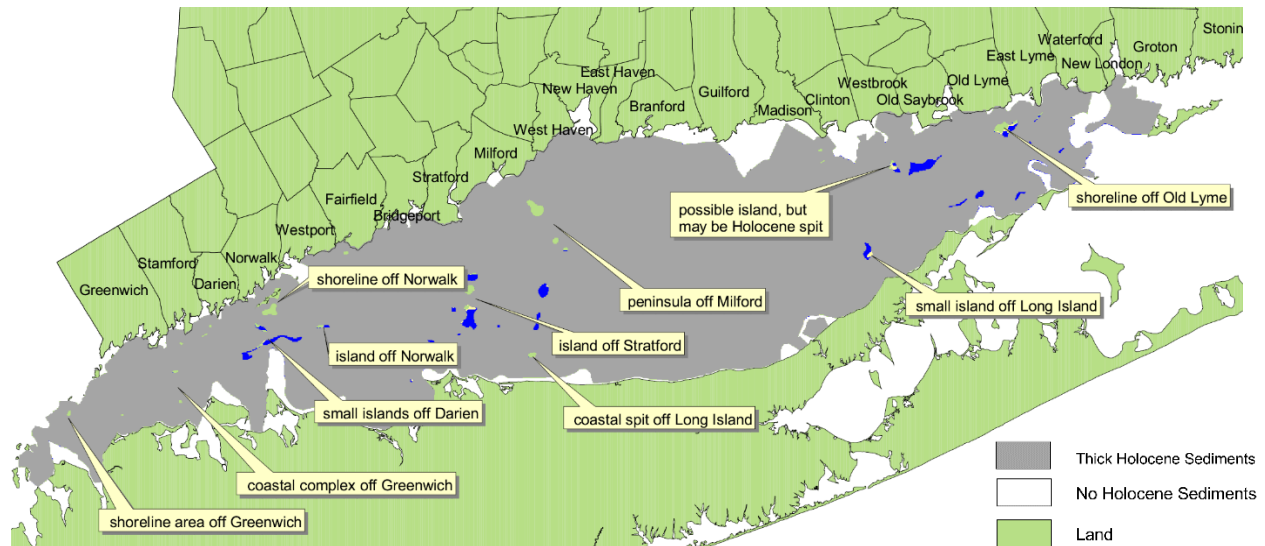 Stonin
Groton
Waterford
New London
East Lyme
Old Lyme
Old Saybrook
Westbrook
Clinton
Madison
Guilford
Branford
East Haven
New Haven
West Haven
Milford
Stratford
Bridgeport
Fairfield
Westport
Norwalk
Darien
Stamford
Greenwich
shoreline off Old Lyme
possible island, but
may be Holocene spit
small island off Long Island
peninsula off Milford
shoreline off Norwalk
island off Stratford
island off Norwalk
small islands off Darien
coastal spit off Long Island
coastal complex off Greenwich
shoreline area off Greenwich
Thick Holocene Sediments
No Holocene Sediments
Land